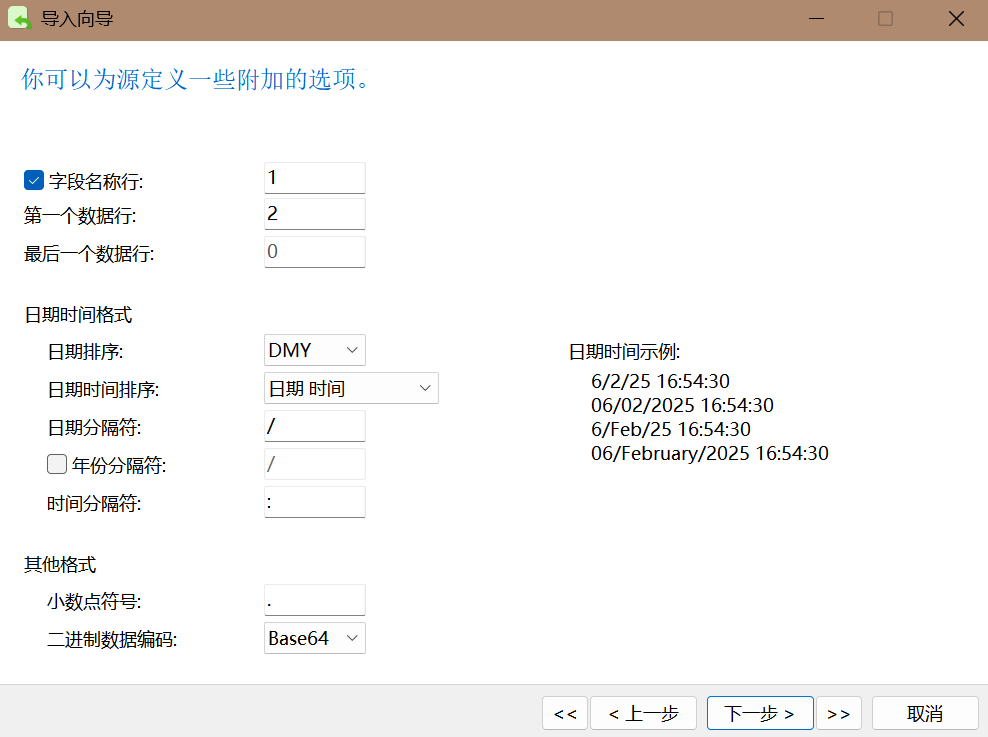 导入向导
你可以为源定义一些附加的选项。
字段名称行: 1
第一个数据行: 2
最后一个数据行: 0
日期时间格式
日期排序: DMY
日期时间排序: 日期 时间
日期分隔符: /
年份分隔符: /
时间分隔符: :
日期时间示例:
6/2/25 16:54:30
06/02/2025 16:54:30
6/Feb/25 16:54:30
06/February/2025 16:54:30
其他格式
小数点符号: .
二进制数据编码: Base64
<< < 上一步 下一步 > >> 取消